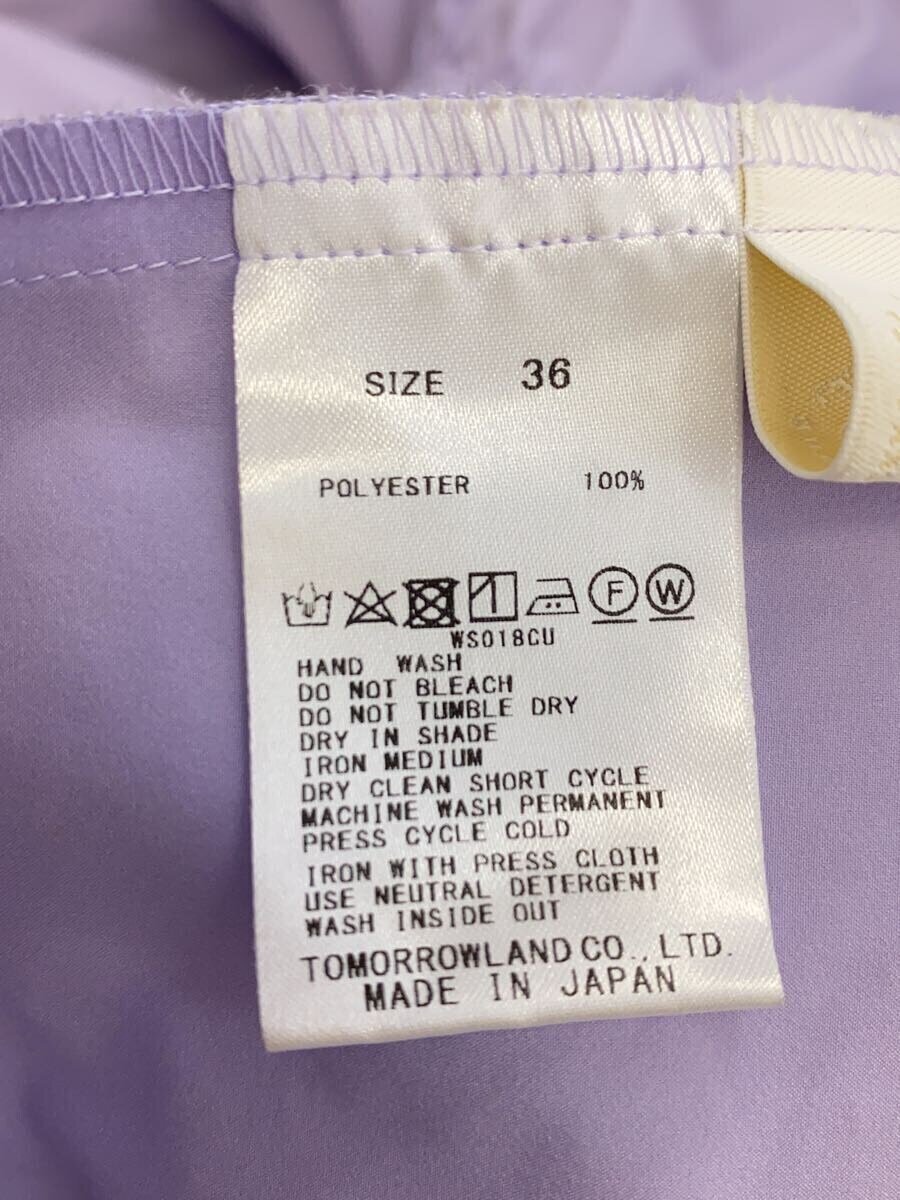 SIZE 36
POLYESTER 100%
F W
WS018CU
HAND WASH
DO NOT BLEACH
DO NOT TUMBLE DRY
DRY IN SHADE
IRON MEDIUM
DRY CLEAN SHORT CYCLE
MACHINE WASH PERMANENT
PRESS CYCLE COLD
IRON WITH PRESS CLOTH
USE NEUTRAL DETERGENT
WASH INSIDE OUT
TOMORROWLAND CO., LTD.
MADE IN JAPAN